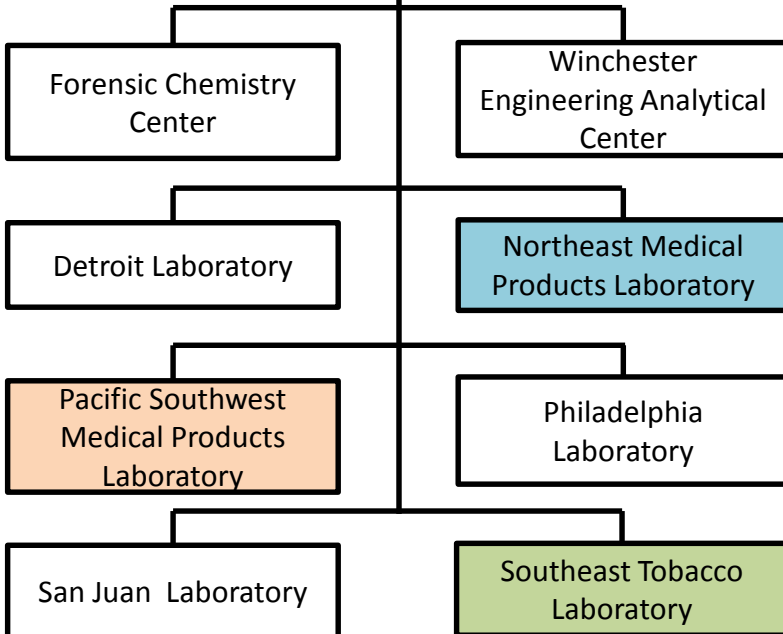 Forensic Chemistry
Center
Winchester
Engineering Analytical
Center
Detroit Laboratory
Northeast Medical
Products Laboratory
Pacific Southwest
Medical Products
Laboratory
Philadelphia
Laboratory
San Juan  Laboratory
Southeast Tobacco
Laboratory